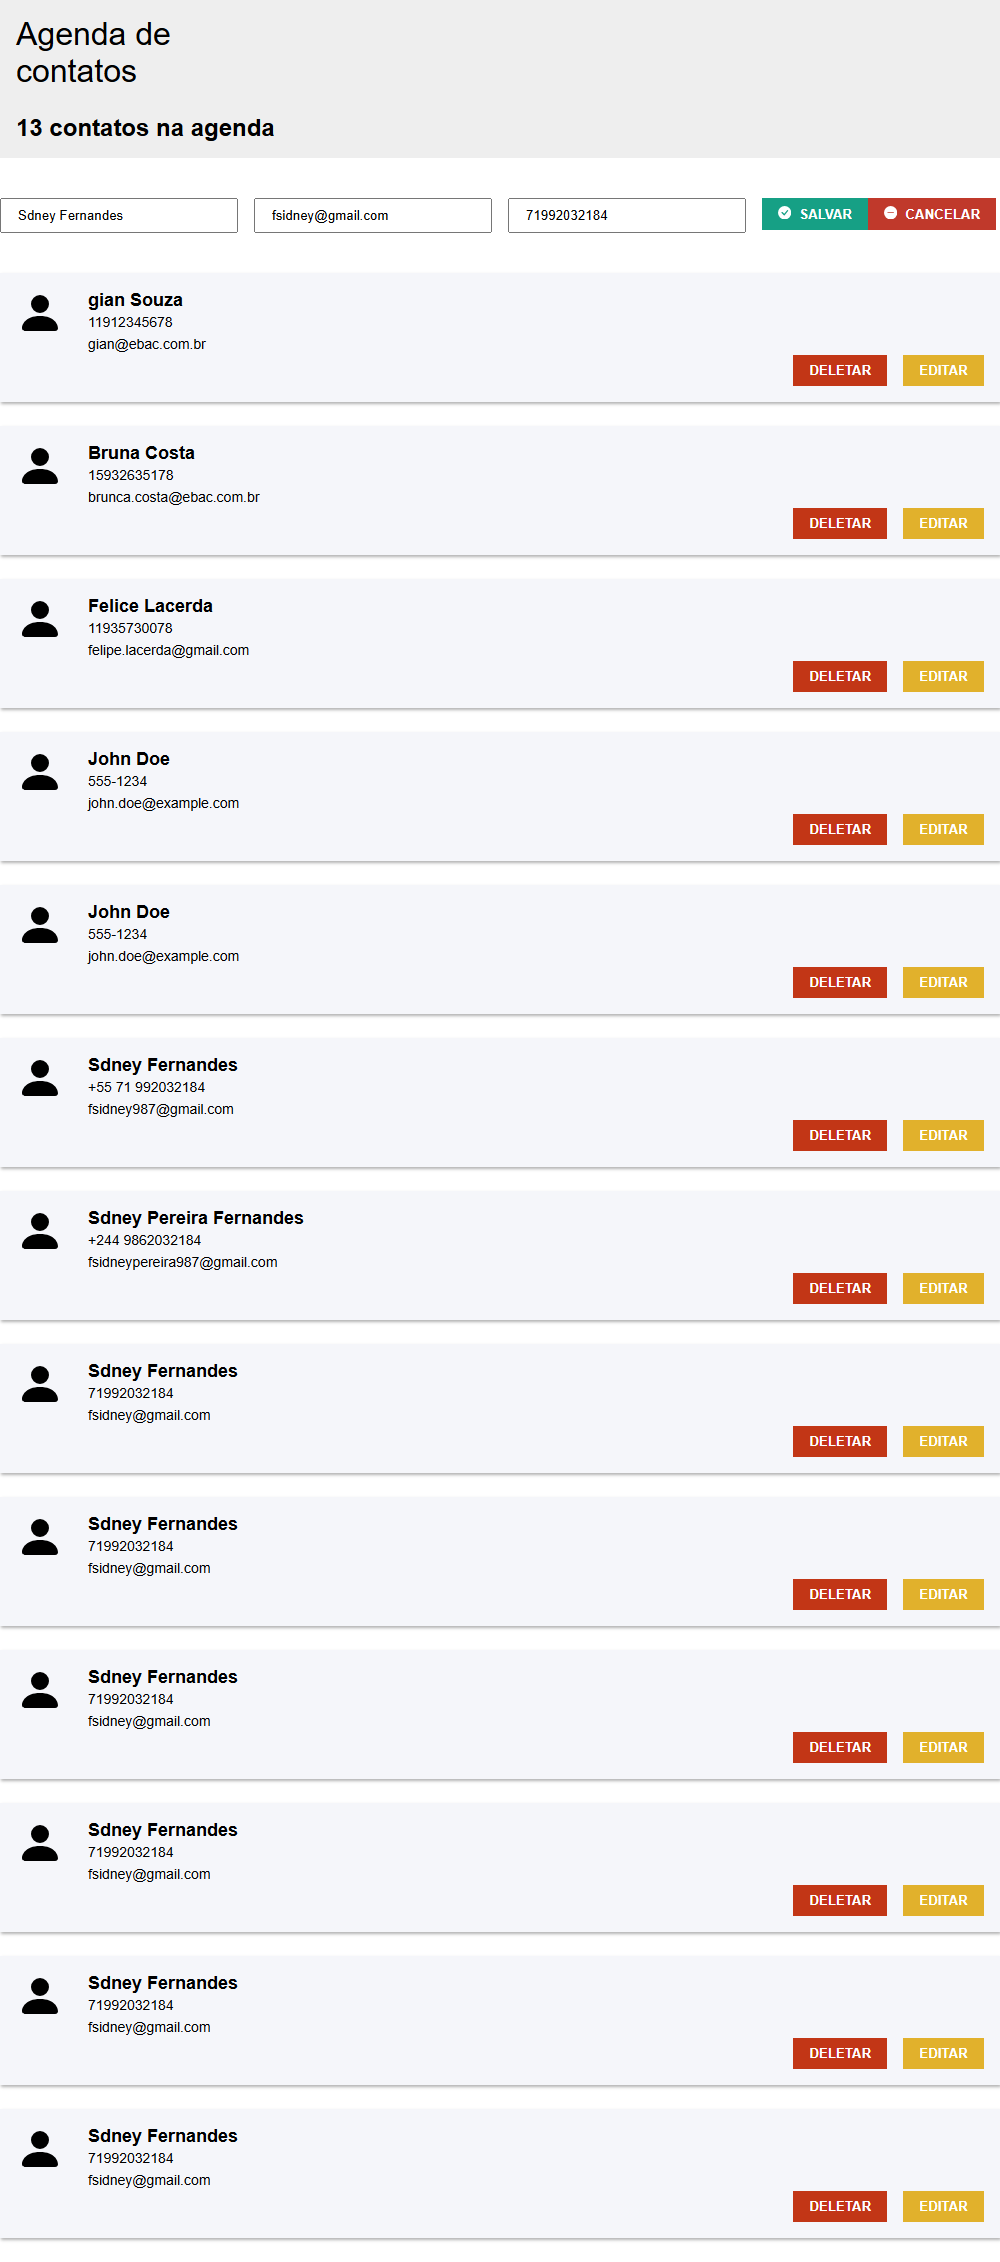 Agenda de
contatos
13 contatos na agenda
Sdney Fernandes fsidney@gmail.com 71992032184 SALVAR CANCELAR
gian Souza
11912345678
gian@ebac.com.br
DELETAR EDITAR
Bruna Costa
15932635178
brunca.costa@ebac.com.br
DELETAR EDITAR
Felice Lacerda
11935730078
felipe.lacerda@gmail.com
DELETAR EDITAR
John Doe
555-1234
john.doe@example.com
DELETAR EDITAR
John Doe
555-1234
john.doe@example.com
DELETAR EDITAR
Sdney Fernandes
+55 71 992032184
fsidney987@gmail.com
DELETAR EDITAR
Sdney Pereira Fernandes
+244 9862032184
fsidneypereira987@gmail.com
DELETAR EDITAR
Sdney Fernandes
71992032184
fsidney@gmail.com
DELETAR EDITAR
Sdney Fernandes
71992032184
fsidney@gmail.com
DELETAR EDITAR
Sdney Fernandes
71992032184
fsidney@gmail.com
DELETAR EDITAR
Sdney Fernandes
71992032184
fsidney@gmail.com
DELETAR EDITAR
Sdney Fernandes
71992032184
fsidney@gmail.com
DELETAR EDITAR
Sdney Fernandes
71992032184
fsidney@gmail.com
DELETAR EDITAR